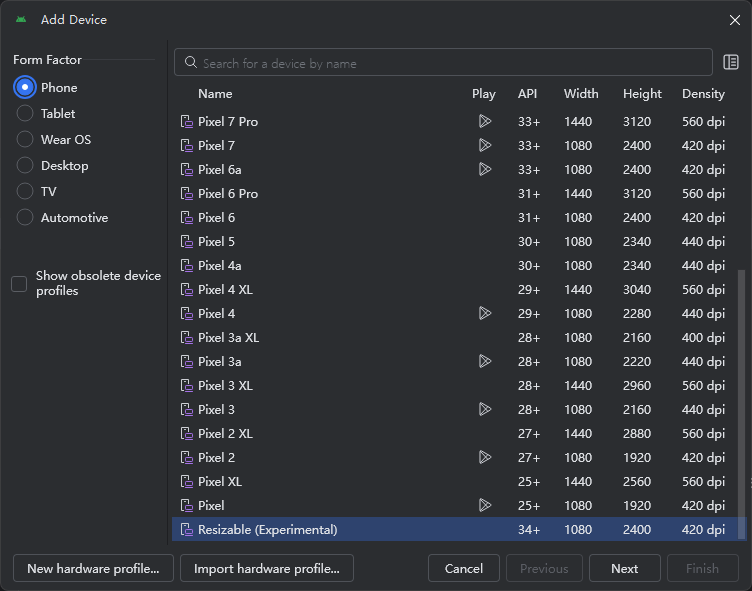 Add Device
Form Factor
Phone
Tablet
Wear OS
Desktop
TV
Automotive
Show obsolete device
profiles
Search for a device by name
Name Play API Width Height Density
Pixel 7 Pro 33+ 1440 3120 560 dpi
Pixel 7 33+ 1080 2400 420 dpi
Pixel 6a 33+ 1080 2400 420 dpi
Pixel 6 Pro 31+ 1440 3120 560 dpi
Pixel 6 31+ 1080 2400 420 dpi
Pixel 5 30+ 1080 2340 440 dpi
Pixel 4a 30+ 1080 2340 440 dpi
Pixel 4 XL 29+ 1440 3040 560 dpi
Pixel 4 29+ 1080 2280 440 dpi
Pixel 3a XL 28+ 1080 2160 400 dpi
Pixel 3a 28+ 1080 2220 440 dpi
Pixel 3 XL 28+ 1440 2960 560 dpi
Pixel 3 28+ 1080 2160 440 dpi
Pixel 2 XL 27+ 1440 2880 560 dpi
Pixel 2 27+ 1080 1920 420 dpi
Pixel XL 25+ 1440 2560 560 dpi
Pixel 25+ 1080 1920 420 dpi
Resizable (Experimental) 34+ 1080 2400 420 dpi
New hardware profile... Import hardware profile... Cancel Previous Next Finish